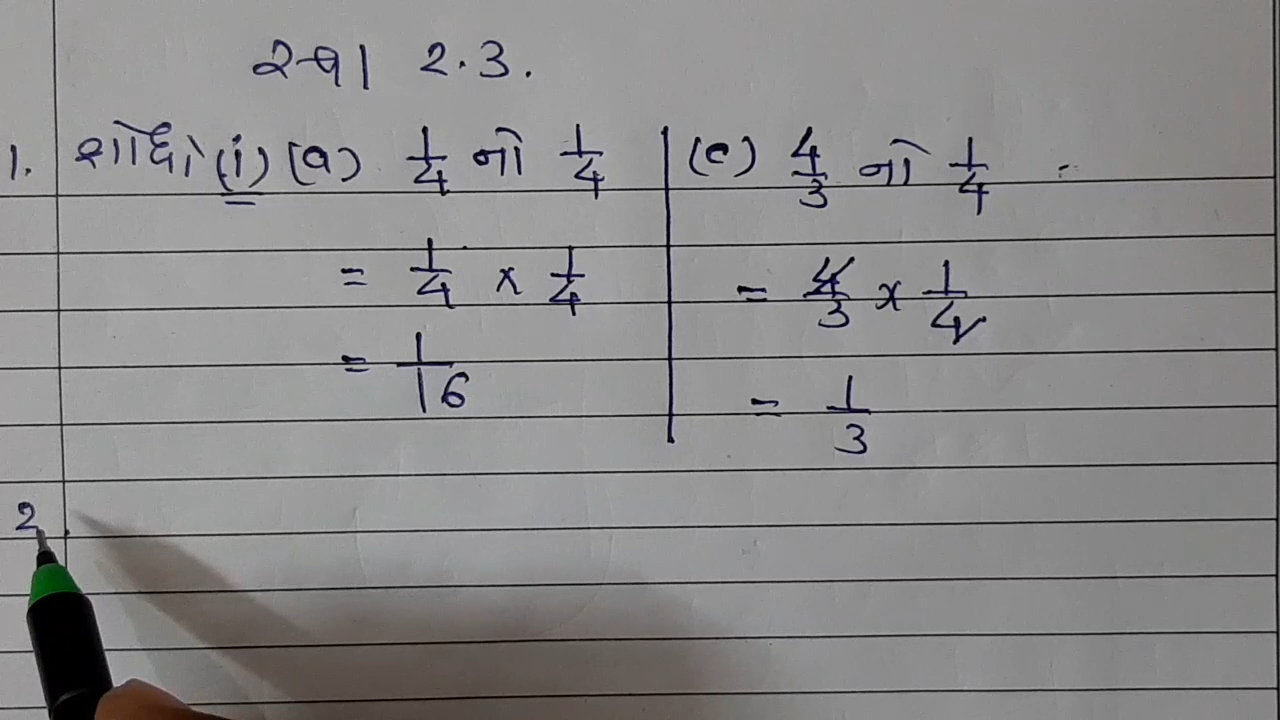 સ્વા 2.3.
1. શોધો (i) (a) 1/4 નો 1/4
= 1/4 × 1/4
= 1/16
(c) 4/3 નો 1/4
= 4/3 × 1/4
= 1/3
2